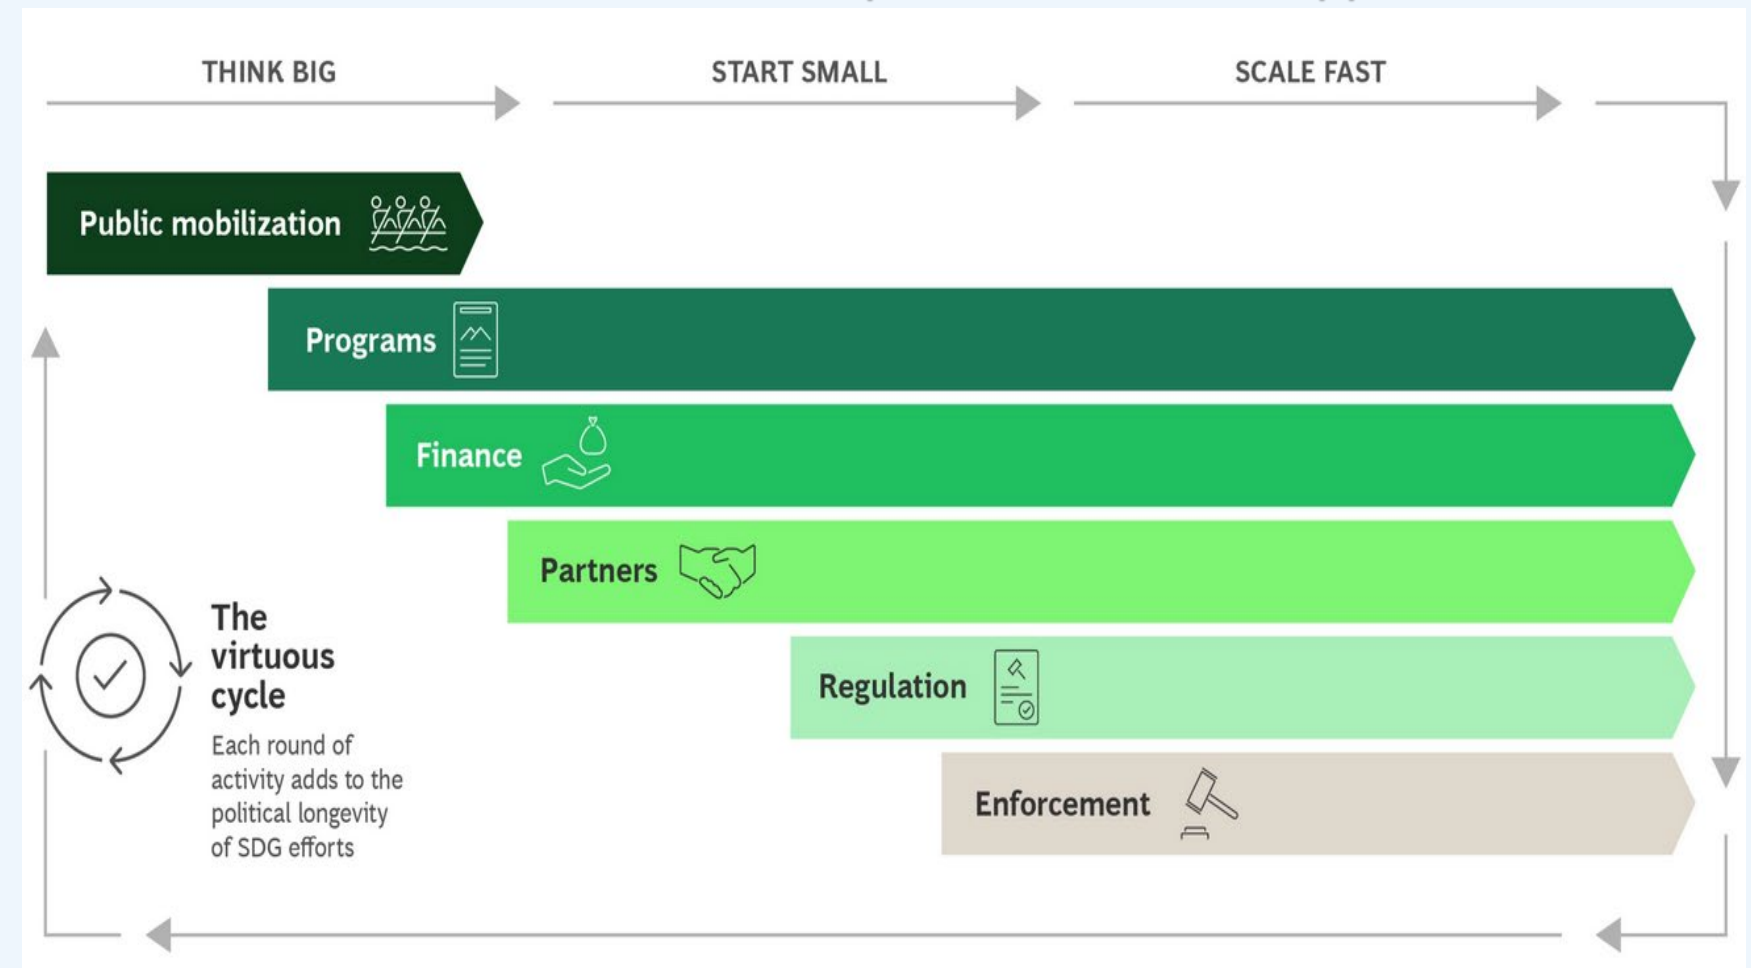 THINK BIG
START SMALL
SCALE FAST
Public mobilization
Programs
Finance
Partners
Regulation
Enforcement
The
virtuous
cycle
Each round of
activity adds to the
political longevity
of SDG efforts